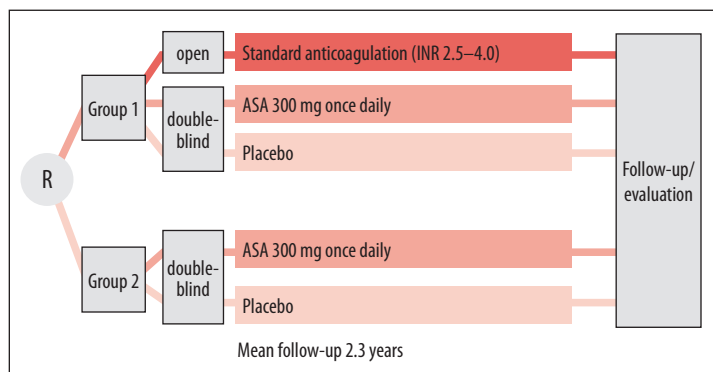 open
Standard anticoagulation (INR 2.5–4.0)
Group 1
double-
blind
ASA 300 mg once daily
Placebo
R
Follow-up/
evaluation
Group 2
double-
blind
ASA 300 mg once daily
Placebo
Mean follow-up 2.3 years